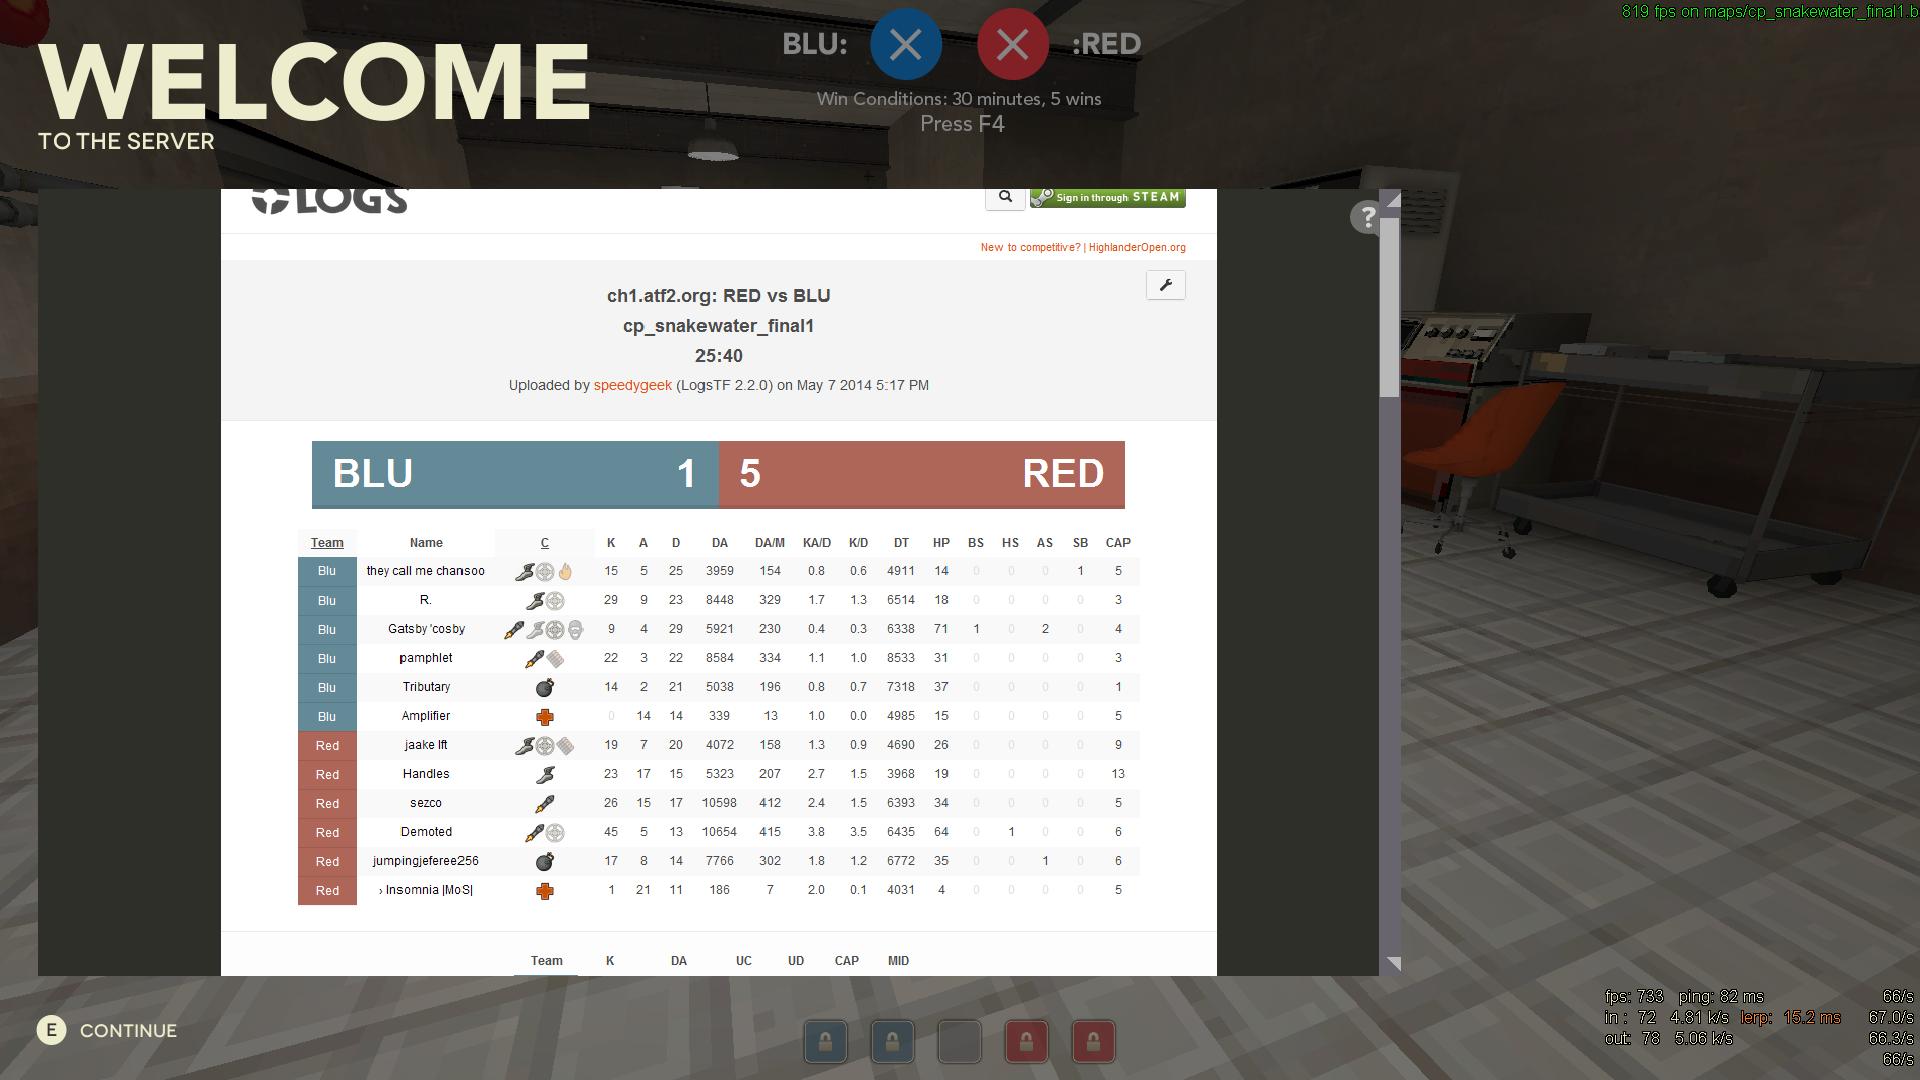 819 fps on maps/cp_snakewater_final1.b
WELCOME
TO THE SERVER
BLU: :RED
Win Conditions: 30 minutes, 5 wins
Press F4
LOGS
Sign in through STEAM
?
New to competitive? | HighlanderOpen.org
ch1.atf2.org: RED vs BLU
cp_snakewater_final1
25:40
Uploaded by speedygeek (LogsTF 2.2.0) on May 7 2014 5:17 PM
BLU 1 5 RED
Team Name C K A D DA DA/M KA/D K/D DT HP BS HS AS SB CAP
Blu they call me chansoo 15 5 25 3959 154 0.8 0.6 4911 14 0 0 0 1 5
Blu R. 29 9 23 8448 329 1.7 1.3 6514 18 0 0 0 0 3
Blu Gatsby 'cosby 9 4 29 5921 230 0.4 0.3 6338 71 1 0 2 0 4
Blu pamphlet 22 3 22 8584 334 1.1 1.0 8533 31 0 0 0 0 3
Blu Tributary 14 2 21 5038 196 0.8 0.7 7318 37 0 0 0 0 1
Blu Amplifier 0 14 14 339 13 1.0 0.0 4985 15 0 0 0 0 5
Red jaake lft 19 7 20 4072 158 1.3 0.9 4690 26 0 0 0 0 9
Red Handles 23 17 15 5323 207 2.7 1.5 3968 19 0 0 0 0 13
Red sezco 26 15 17 10598 412 2.4 1.5 6393 34 0 0 0 0 5
Red Demoted 45 5 13 10654 415 3.8 3.5 6435 64 0 1 0 0 6
Red jumpingjeferee256 17 8 14 7766 302 1.8 1.2 6772 35 0 0 1 0 6
Red › Insomnia |MoS| 1 21 11 186 7 2.0 0.1 4031 4 0 0 0 0 5
Team K DA UC UD CAP MID
fps: 733 ping: 82 ms 66/s
in : 72 4.81 k/s lerp: 15.2 ms 67.0/s
out: 78 5.06 k/s 66.3/s
66/s
E CONTINUE